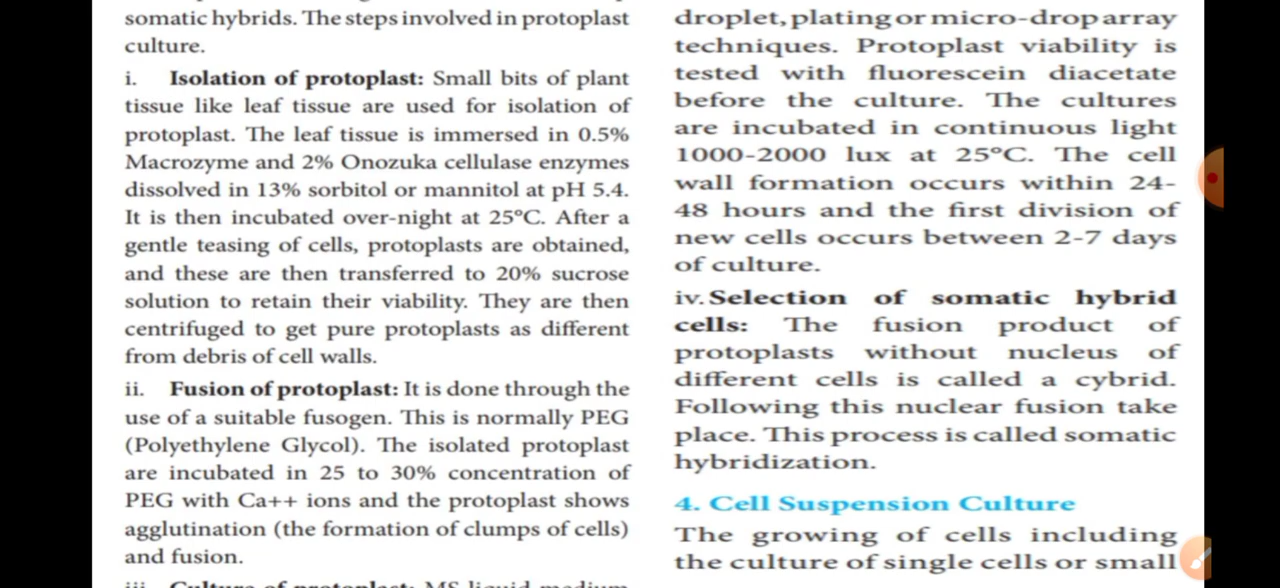 somatic hybrids. The steps involved in protoplast
culture.
i. Isolation of protoplast: Small bits of plant
tissue like leaf tissue are used for isolation of
protoplast. The leaf tissue is immersed in 0.5%
Macrozyme and 2% Onozuka cellulase enzymes
dissolved in 13% sorbitol or mannitol at pH 5.4.
It is then incubated over-night at 25ºC. After a
gentle teasing of cells, protoplasts are obtained,
and these are then transferred to 20% sucrose
solution to retain their viability. They are then
centrifuged to get pure protoplasts as different
from debris of cell walls.
ii. Fusion of protoplast: It is done through the
use of a suitable fusogen. This is normally PEG
(Polyethylene Glycol). The isolated protoplast
are incubated in 25 to 30% concentration of
PEG with Ca++ ions and the protoplast shows
agglutination (the formation of clumps of cells)
and fusion.
iii. Culture of protoplast: MS liquid medium
droplet, plating or micro-drop array
techniques. Protoplast viability is
tested with fluorescein diacetate
before the culture. The cultures
are incubated in continuous light
1000-2000 lux at 25ºC. The cell
wall formation occurs within 24-
48 hours and the first division of
new cells occurs between 2-7 days
of culture.
iv. Selection of somatic hybrid
cells: The fusion product of
protoplasts without nucleus of
different cells is called a cybrid.
Following this nuclear fusion take
place. This process is called somatic
hybridization.
4. Cell Suspension Culture
The growing of cells including
the culture of single cells or small